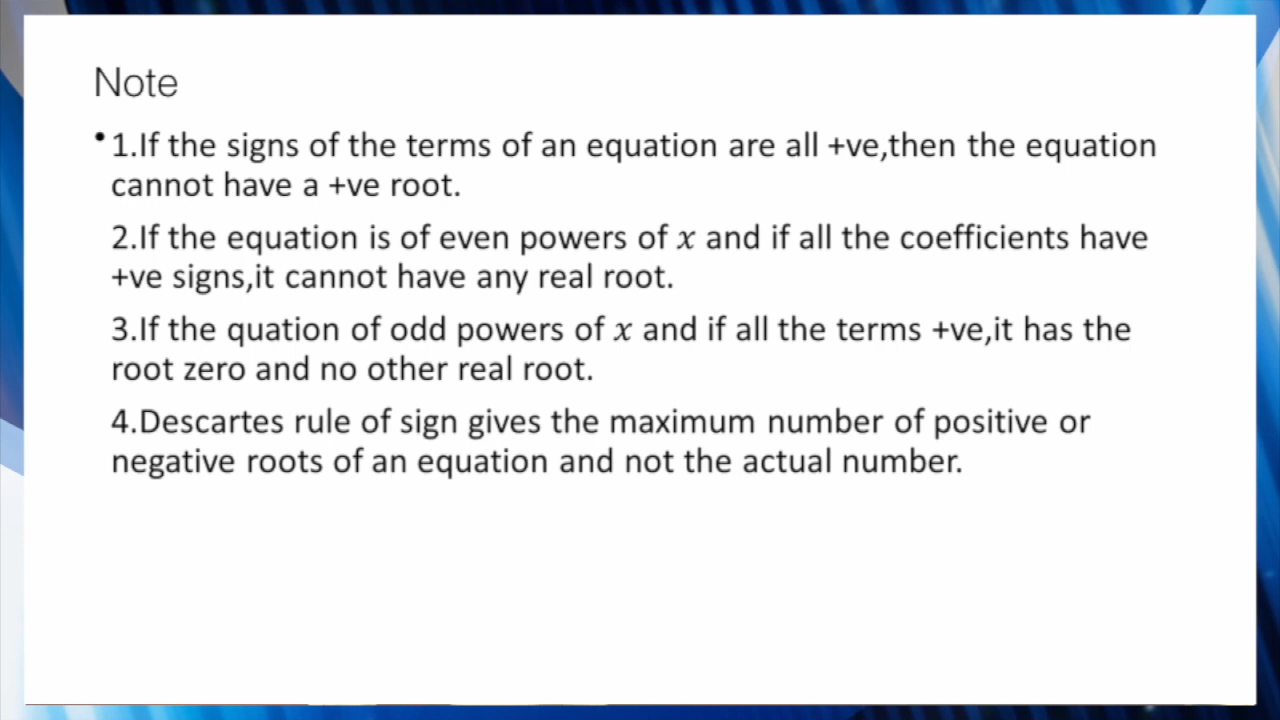 Note
•1.If the signs of the terms of an equation are all +ve,then the equation
cannot have a +ve root.
2.If the equation is of even powers of x and if all the coefficients have
+ve signs,it cannot have any real root.
3.If the quation of odd powers of x and if all the terms +ve,it has the
root zero and no other real root.
4.Descartes rule of sign gives the maximum number of positive or
negative roots of an equation and not the actual number.